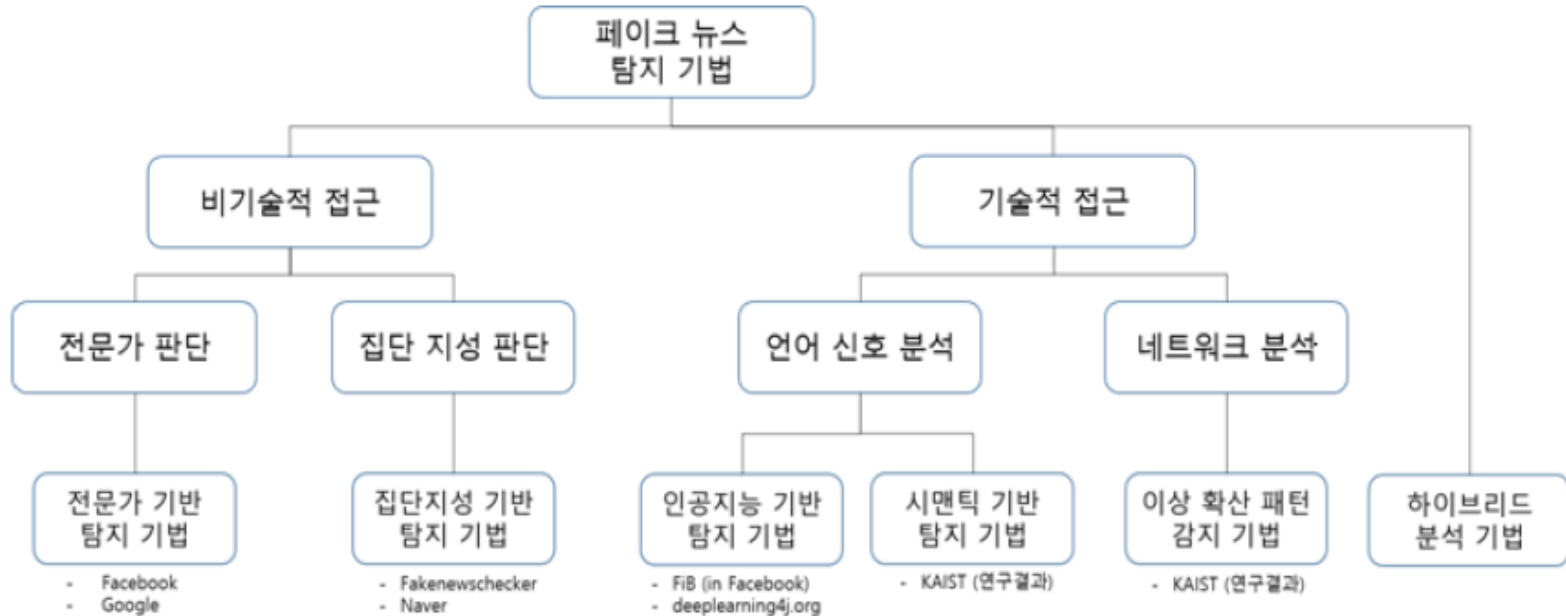 페이크 뉴스
탐지 기법
비기술적 접근
기술적 접근
전문가 판단
집단 지성 판단
언어 신호 분석
네트워크 분석
전문가 기반
탐지 기법
집단지성 기반
탐지 기법
인공지능 기반
탐지 기법
시맨틱 기반
탐지 기법
이상 확산 패턴
감지 기법
하이브리드
분석 기법
- Facebook
- Google
- Fakenewschecker
- Naver
- FiB (in Facebook)
- deeplearning4j.org
- KAIST (연구결과)
- KAIST (연구결과)